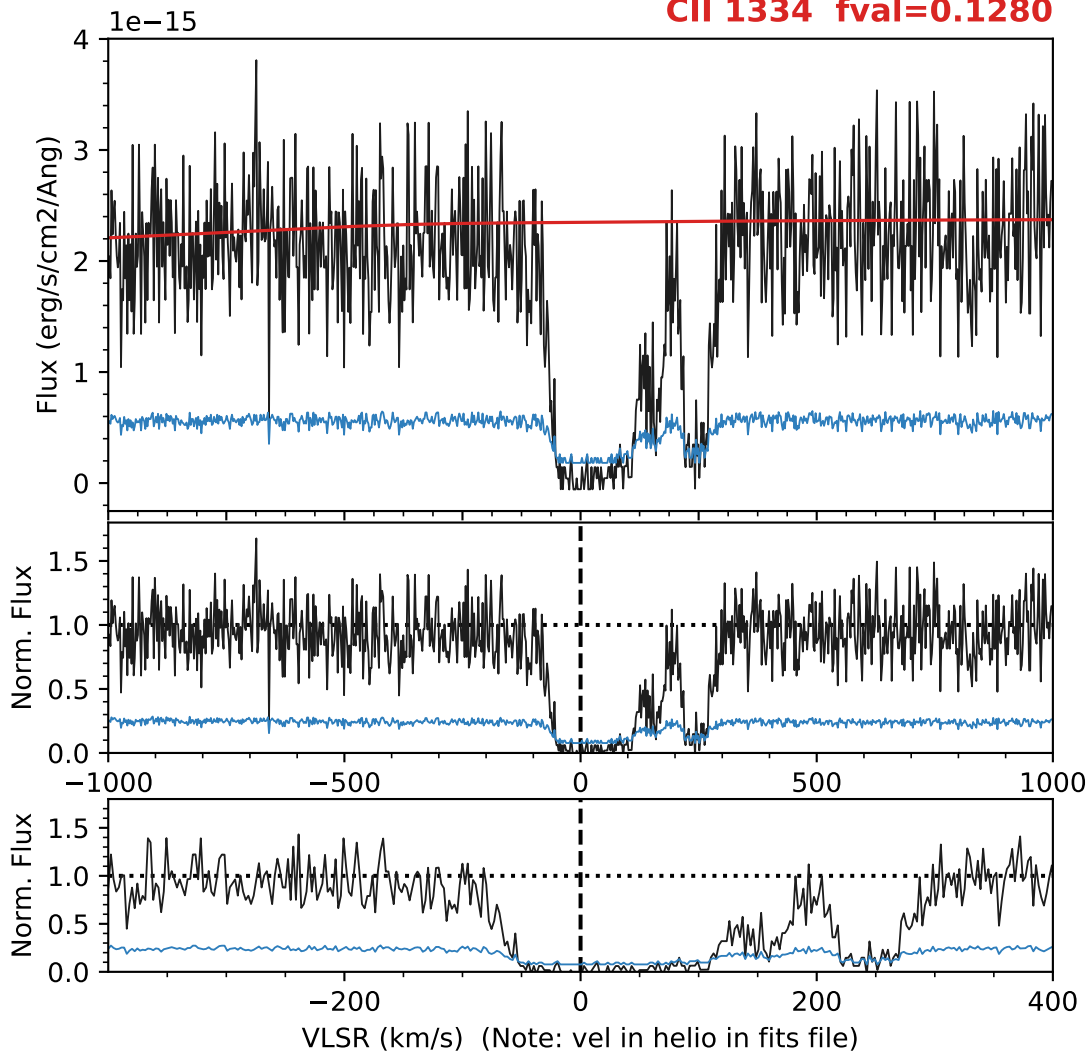 CII 1334 fval=0.1280
1e−15
4
3
2
1
0
Flux (erg/s/cm2/Ang)
1.5
1.0
0.5
0.0
Norm. Flux
−1000 −500 0 500 1000
1.5
1.0
0.5
0.0
Norm. Flux
−200 0 200 400
VLSR (km/s) (Note: vel in helio in fits file)